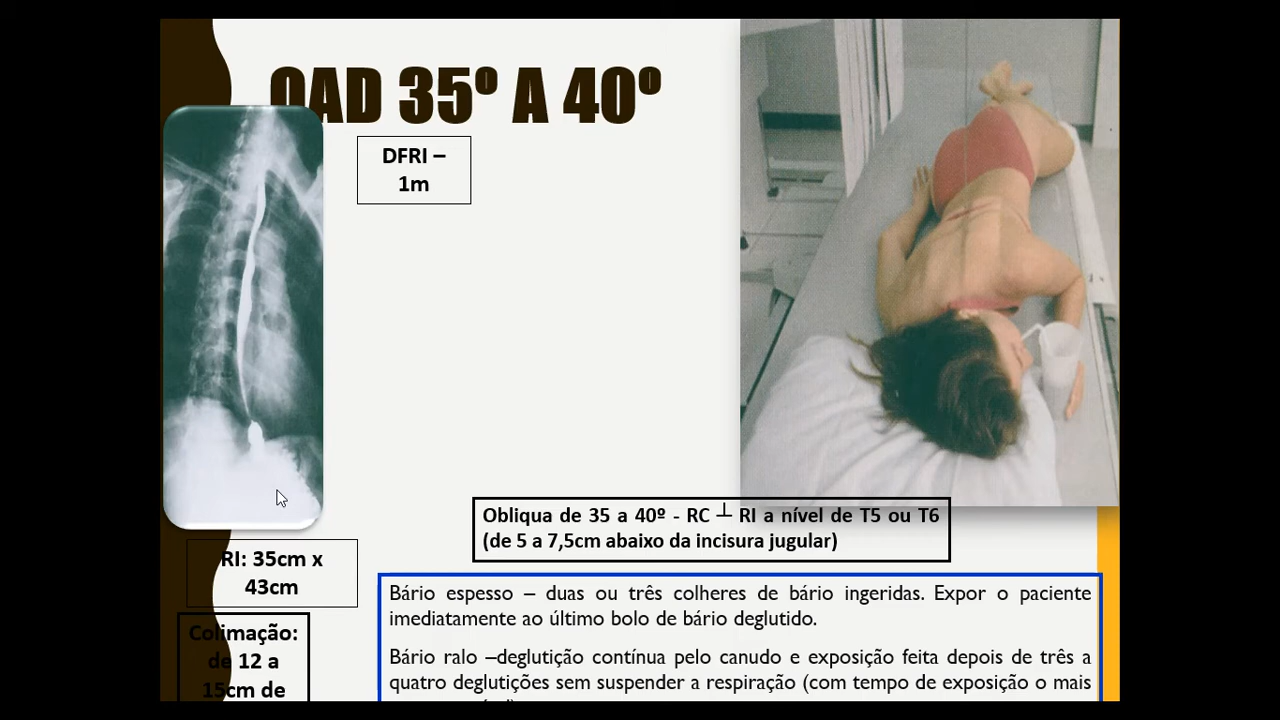 OAD 35º A 40º
DFRI –
1m
Obliqua de 35 a 40º - RC ┴ RI a nível de T5 ou T6
(de 5 a 7,5cm abaixo da incisura jugular)
RI: 35cm x
43cm
Colimação:
de 12 a
15cm de
Bário espesso – duas ou três colheres de bário ingeridas. Expor o paciente
imediatamente ao último bolo de bário deglutido.
Bário ralo –deglutição contínua pelo canudo e exposição feita depois de três a
quatro deglutições sem suspender a respiração (com tempo de exposição o mais